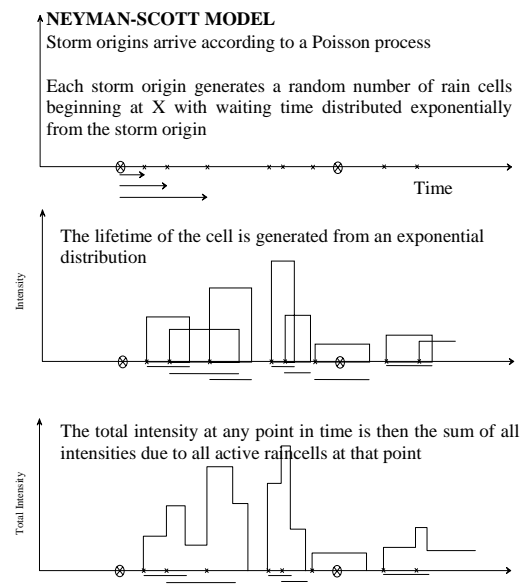 NEYMAN-SCOTT MODEL
Storm origins arrive according to a Poisson process
Each storm origin generates a random number of rain cells
beginning at X with waiting time distributed exponentially
from the storm origin
Time
The lifetime of the cell is generated from an exponential
distribution
Intensity
The total intensity at any point in time is then the sum of all
intensities due to all active raincells at that point
Total Intensity